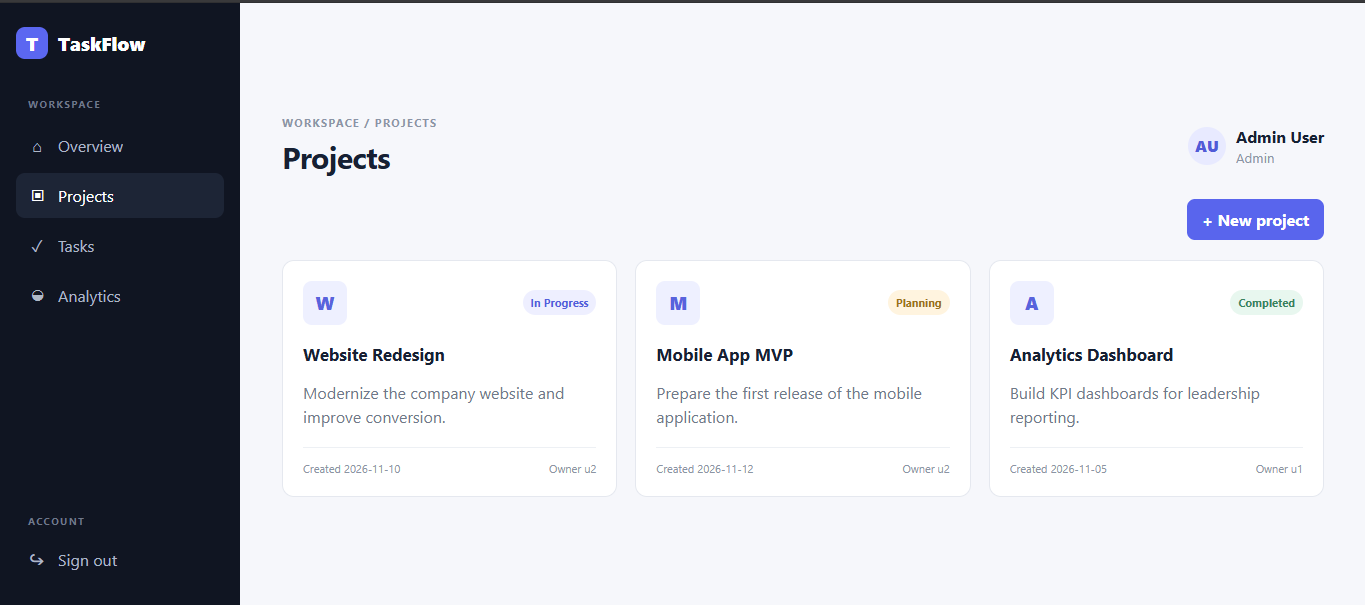 T TaskFlow
WORKSPACE
Overview
Projects
Tasks
Analytics
ACCOUNT
Sign out
WORKSPACE / PROJECTS
Projects
AU Admin User
Admin
+ New project
W In Progress
Website Redesign
Modernize the company website and
improve conversion.
Created 2026-11-10 Owner u2
M Planning
Mobile App MVP
Prepare the first release of the mobile
application.
Created 2026-11-12 Owner u2
A Completed
Analytics Dashboard
Build KPI dashboards for leadership
reporting.
Created 2026-11-05 Owner u1